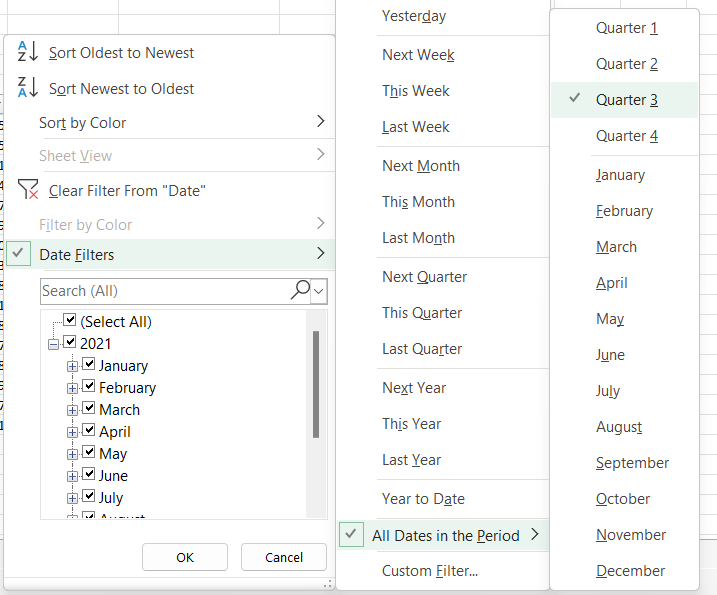 Sort Oldest to Newest
Sort Newest to Oldest
Sort by Color
Sheet View
Clear Filter From "Date"
Filter by Color
Date Filters
Search (All)
(Select All)
2021
January
February
March
April
May
June
July
August
OK
Cancel
Yesterday
Next Week
This Week
Last Week
Next Month
This Month
Last Month
Next Quarter
This Quarter
Last Quarter
Next Year
This Year
Last Year
Year to Date
All Dates in the Period
Custom Filter...
Quarter 1
Quarter 2
Quarter 3
Quarter 4
January
February
March
April
May
June
July
August
September
October
November
December